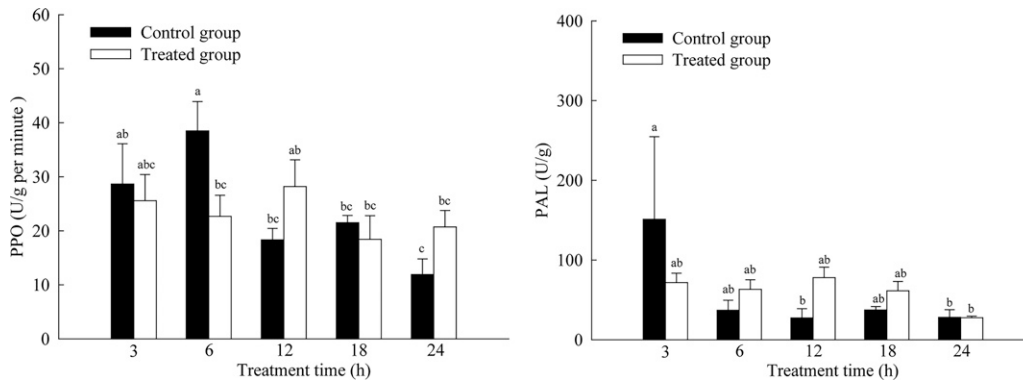 60
50
40
30
20
10
0
PPO (U/g per minute )
Control group
Treated group
ab
abc
a
bc
bc
ab
bc
bc
c
bc
3
6
12
18
24
Treatment time (h)
400
300
200
100
0
PAL (U/g)
Control group
Treated group
a
ab
ab
ab
b
ab
ab
ab
b
b
3
6
12
18
24
Treatment time (h)